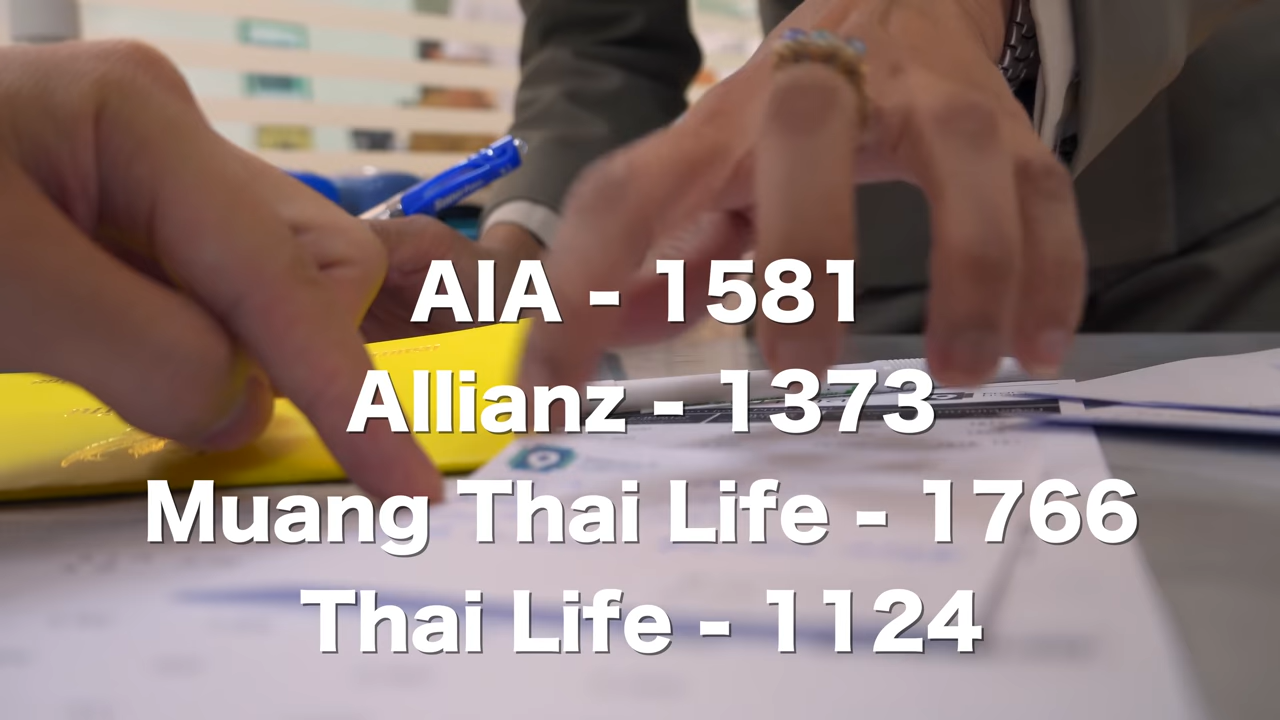 AIA - 1581
Allianz - 1373
Muang Thai Life - 1766
Thai Life - 1124